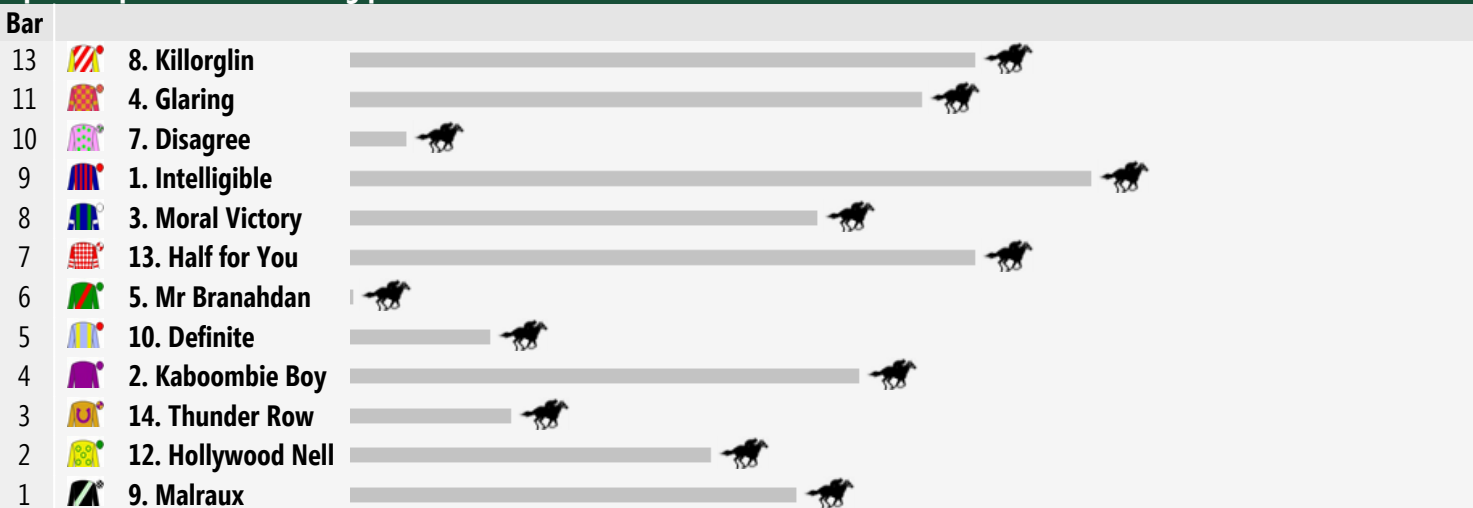 Bar
13 8. Killorglin
11 4. Glaring
10 7. Disagree
9 1. Intelligible
8 3. Moral Victory
7 13. Half for You
6 5. Mr Branahdan
5 10. Definite
4 2. Kaboombie Boy
3 14. Thunder Row
2 12. Hollywood Nell
1 9. Malraux